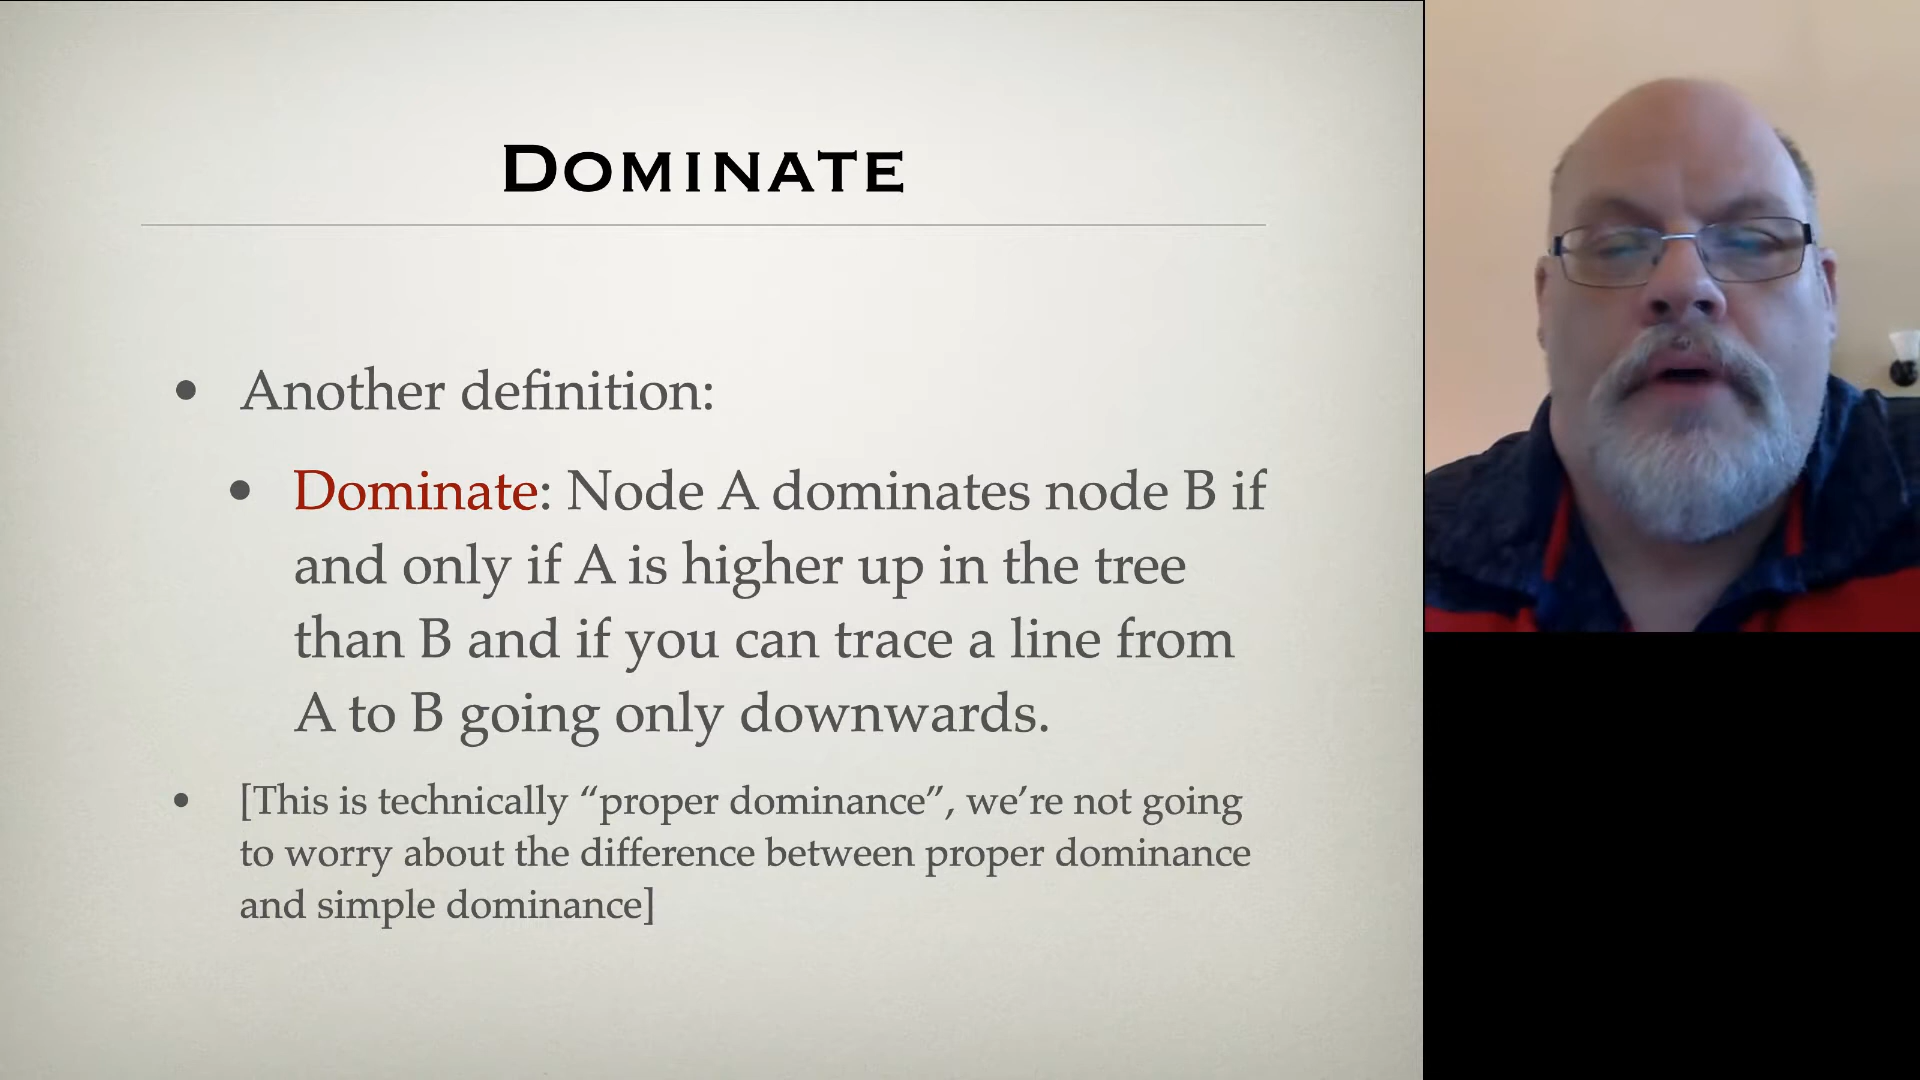 DOMINATE
• Another definition:
• Dominate: Node A dominates node B if
and only if A is higher up in the tree
than B and if you can trace a line from
A to B going only downwards.
• [This is technically “proper dominance”, we’re not going
to worry about the difference between proper dominance
and simple dominance]